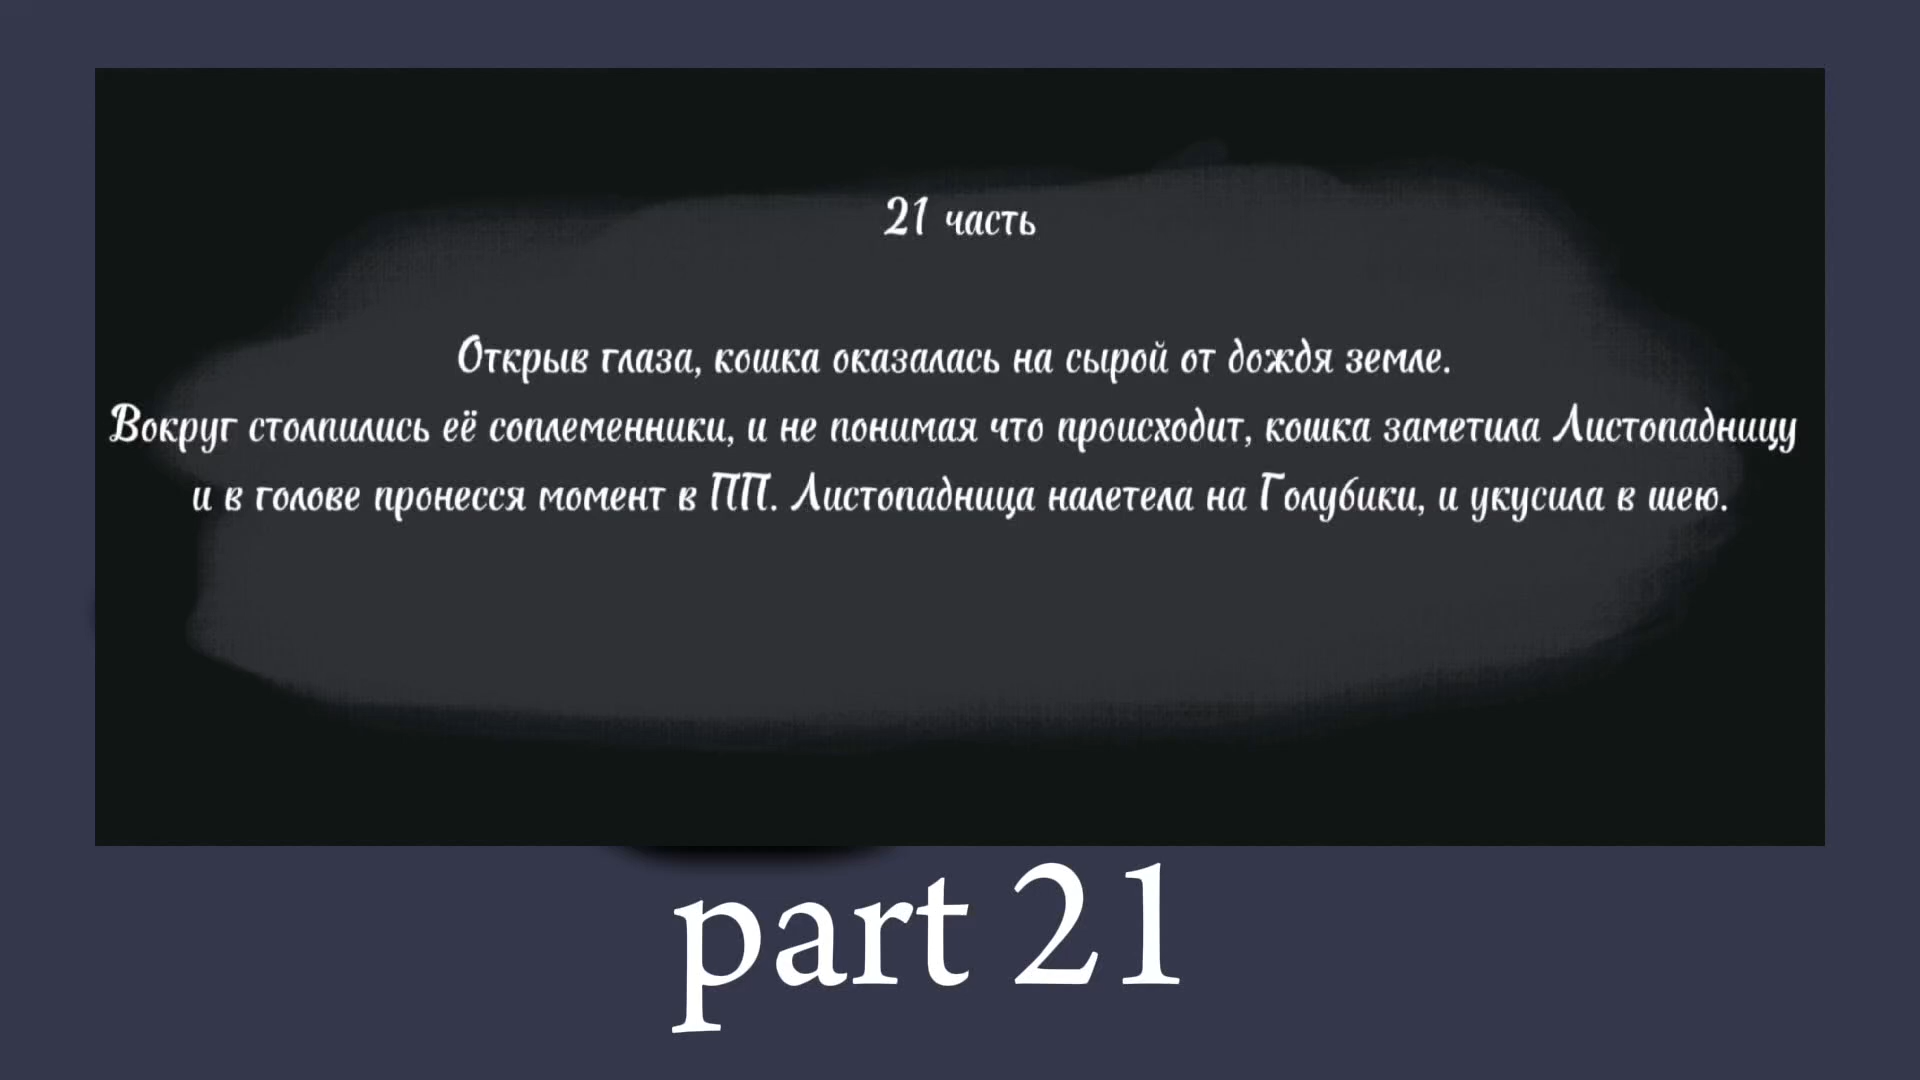 21 часть
Открыв глаза, кошка оказалась на сырой от дождя земле.
Вокруг столпились её соплеменники, и не понимая что происходит, кошка заметила Листопадницу
и в голове пронесся момент в ПП. Листопадница налетела на Голубики, и укусила в шею.
part 21